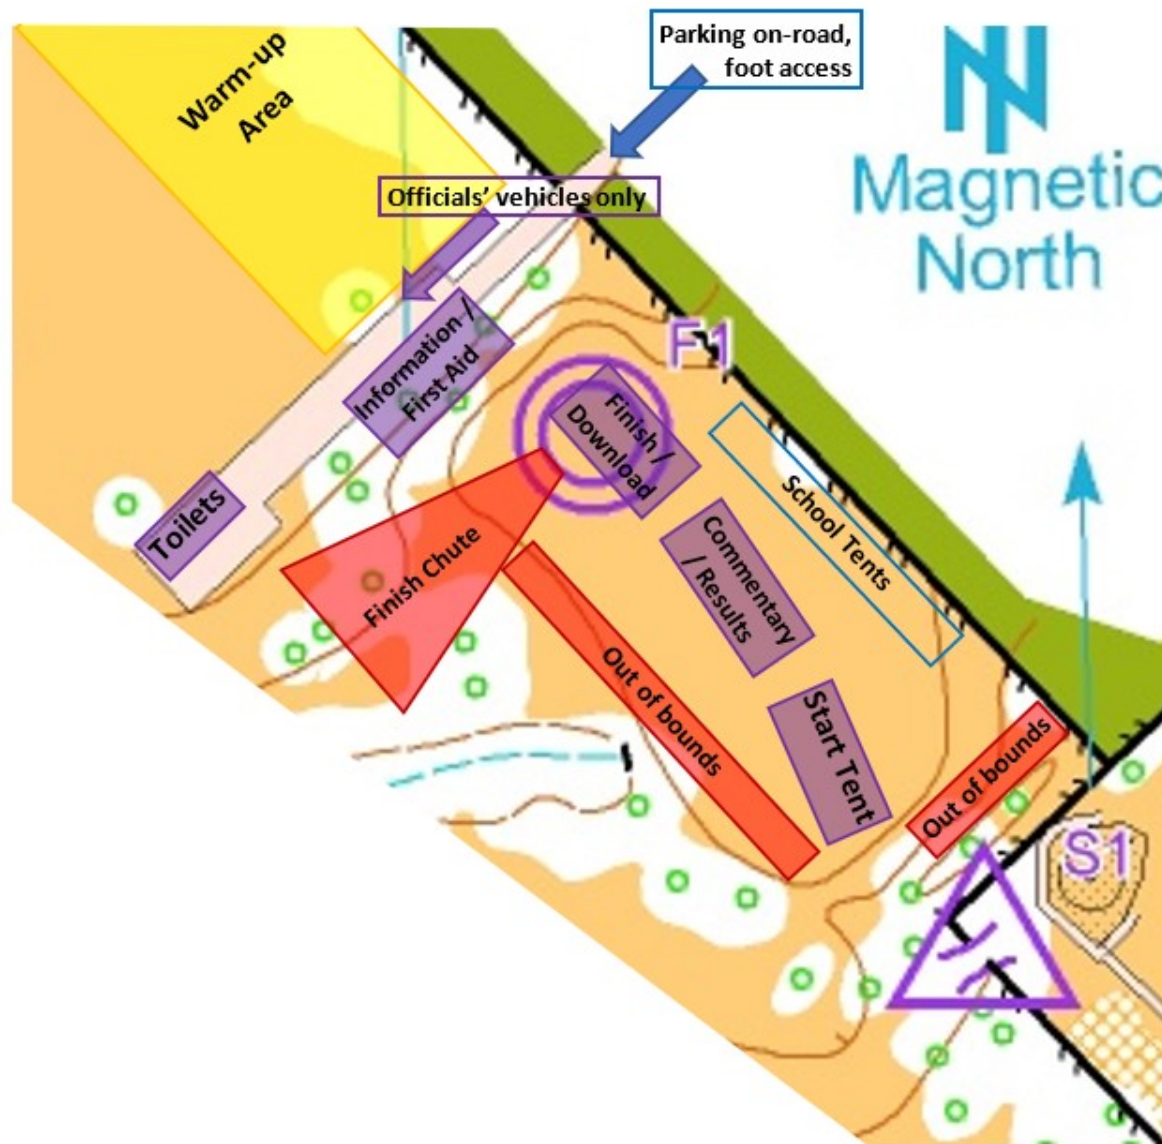 Parking on-road,
foot access
Warm-up
Area
Magnetic
North
Officials' vehicles only
Information /
First Aid
F1
Finish /
Download
School Tents
Toilets
Finish Chute
Commentary
/ Results
Out of bounds
Start Tent
Out of bounds
S1